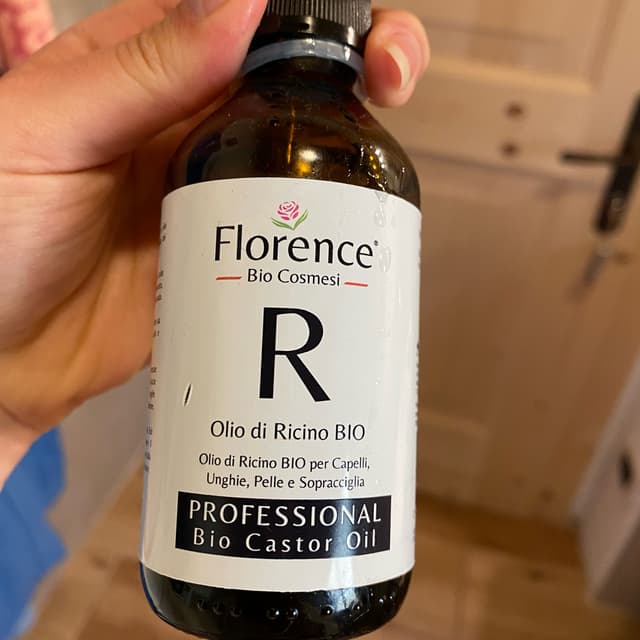 Florence®
Bio Cosmesi
R
Olio di Ricino BIO
Olio di Ricino BIO per Capelli,
Unghie, Pelle e Sopracciglia
PROFESSIONAL
Bio Castor Oil